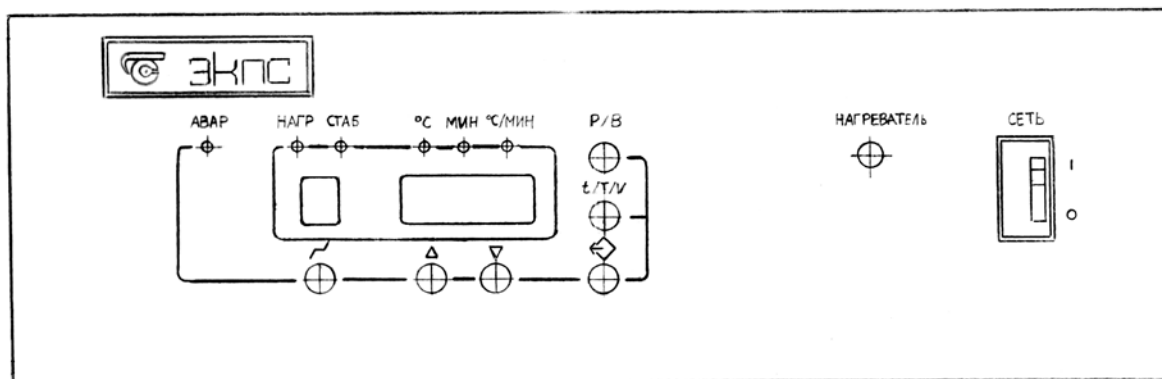 ЭКПС
АВАР НАГР СТАБ °С МИН °С/МИН Р/В НАГРЕВАТЕЛЬ СЕТЬ
I
t/T/V
О